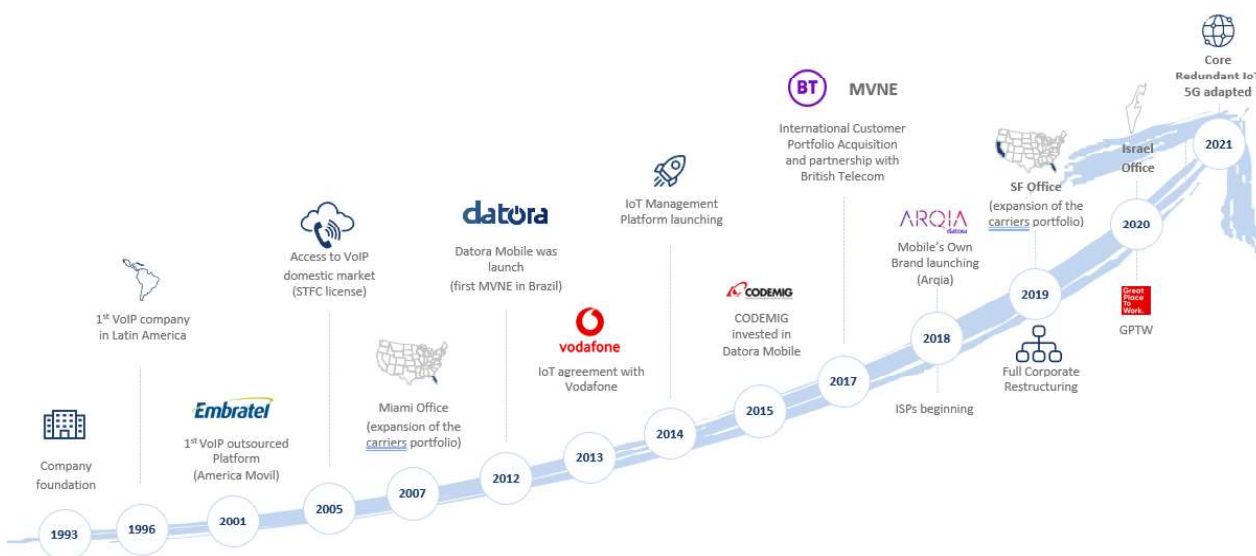 Company
foundation
1993
1st VoIP company
in Latin America
1996
Embratel
1st VoIP outsourced
Platform
(America Movil)
2001
Access to VoIP
domestic market
(STFC license)
2005
Miami Office
(expansion of the
carriers portfolio)
2007
datora
Datora Mobile was
launch
(first MVNE in Brazil)
2012
vodafone
IoT agreement with
Vodafone
2013
IoT Management
Platform launching
2014
CODEMIG
CODEMIG
invested in
Datora Mobile
2015
BT MVNE
International Customer
Portfolio Acquisition
and partnership with
British Telecom
2017
ARQIA
datora
Mobile's Own
Brand launching
(Arqia)
2018
ISPs beginning
SF Office
(expansion of the
carriers portfolio)
2019
Full Corporate
Restructuring
Israel
Office
2020
Great
Place
To
Work.
GPTW
Core
Redundant IoT
5G adapted
2021